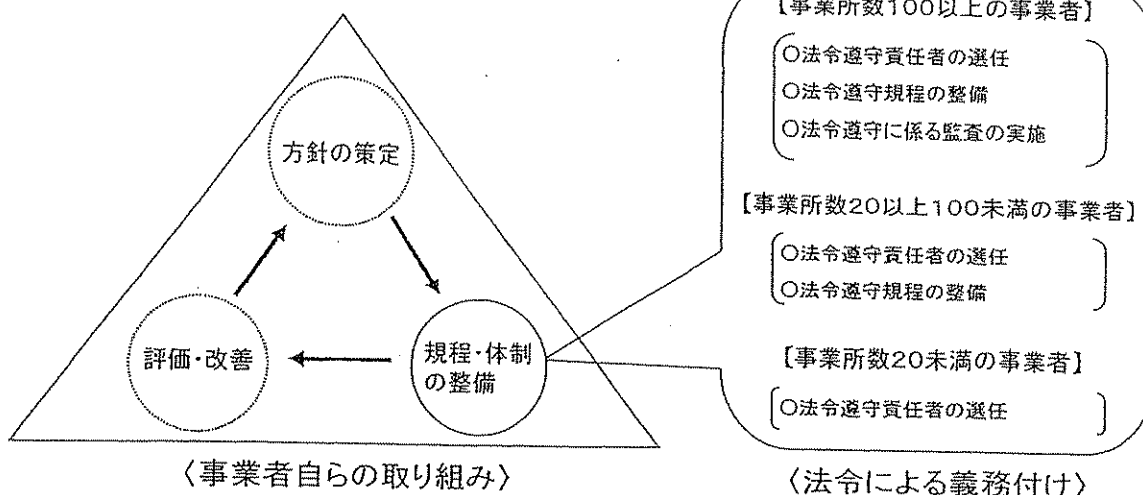 方針の策定
評価・改善
規程・体制
の整備
〈事業者自らの取り組み〉
【事業所数100以上の事業者】
○法令遵守責任者の選任
○法令遵守規程の整備
○法令遵守に係る監査の実施
【事業所数20以上100未満の事業者】
○法令遵守責任者の選任
○法令遵守規程の整備
【事業所数20未満の事業者】
○法令遵守責任者の選任
〈法令による義務付け〉